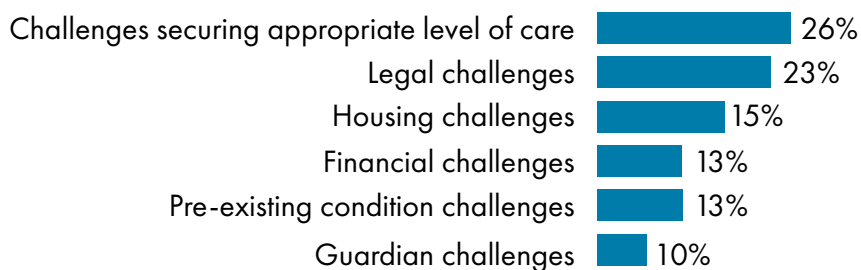 Challenges securing appropriate level of care 26%
Legal challenges 23%
Housing challenges 15%
Financial challenges 13%
Pre-existing condition challenges 13%
Guardian challenges 10%